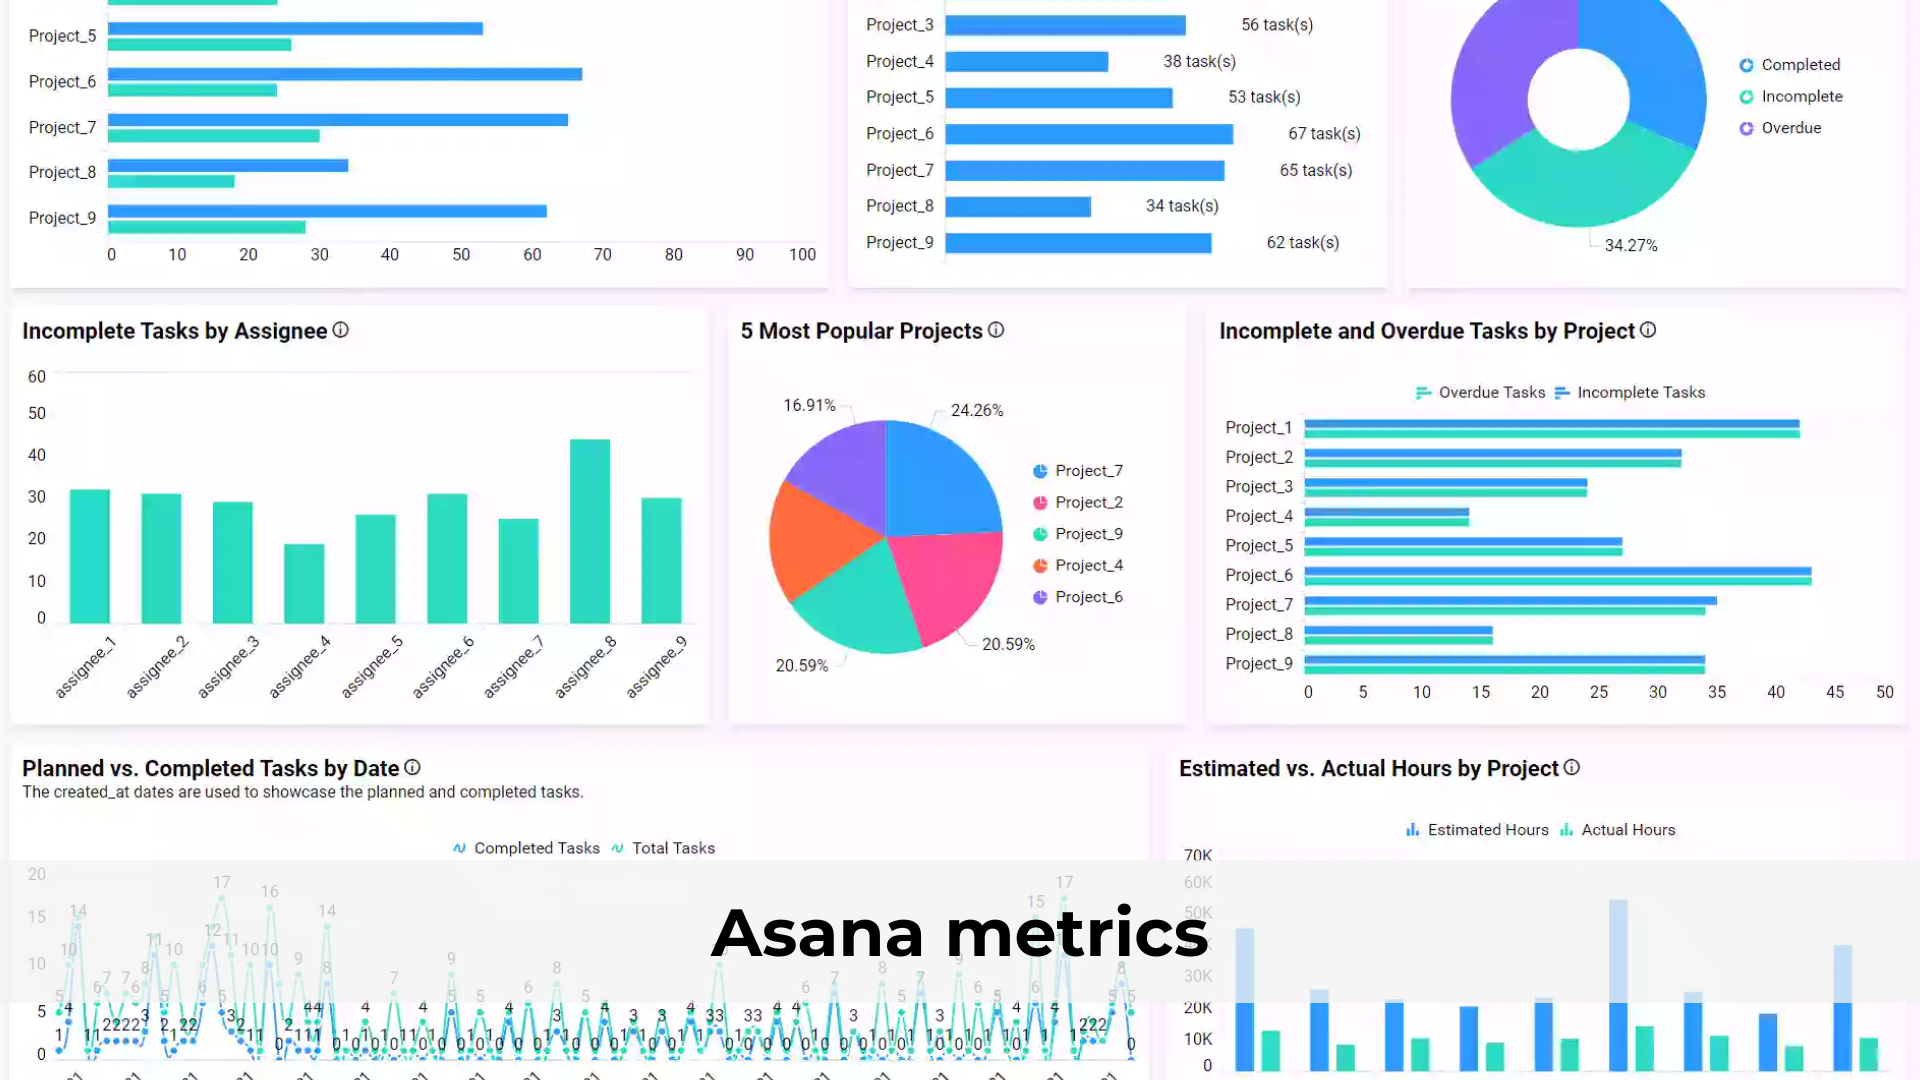 Project_5
Project_6
Project_7
Project_8
Project_9
0 10 20 30 40 50 60 70 80 90 100
Project_3 56 task(s)
Project_4 38 task(s)
Project_5 53 task(s)
Project_6 67 task(s)
Project_7 65 task(s)
Project_8 34 task(s)
Project_9 62 task(s)
Completed
Incomplete
Overdue
34.27%
Incomplete Tasks by Assignee
60
50
40
30
20
10
0
assignee_1 assignee_2 assignee_3 assignee_4 assignee_5 assignee_6 assignee_7 assignee_8 assignee_9
5 Most Popular Projects
16.91% 24.26%
Project_7
Project_2
Project_9
Project_4
Project_6
20.59%
20.59%
Incomplete and Overdue Tasks by Project
Overdue Tasks Incomplete Tasks
Project_1
Project_2
Project_3
Project_4
Project_5
Project_6
Project_7
Project_8
Project_9
0 5 10 15 20 25 30 35 40 45 50
Planned vs. Completed Tasks by Date
The created_at dates are used to showcase the planned and completed tasks.
Completed Tasks Total Tasks
20
15
10
5
0
Estimated vs. Actual Hours by Project
Estimated Hours Actual Hours
70K
60K
50K
30K
20K
10K
0
Asana metrics